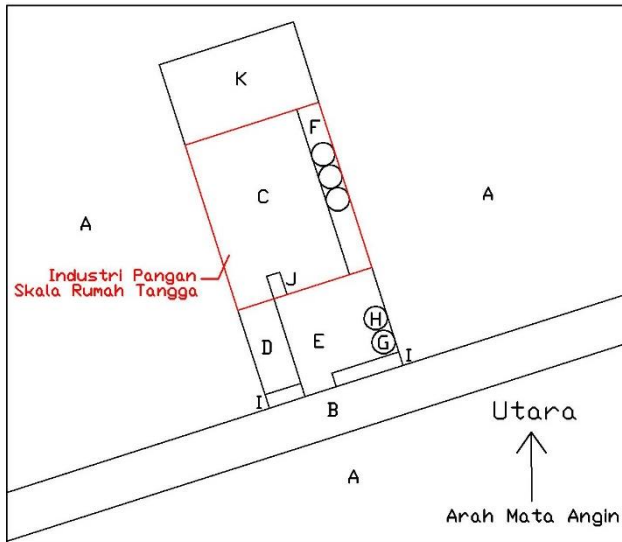 K
F
C
A
A
Industri Pangan
Skala Rumah Tangga
J
D
E
H
G
I
I
B
Utara
A
Arah Mata Angin